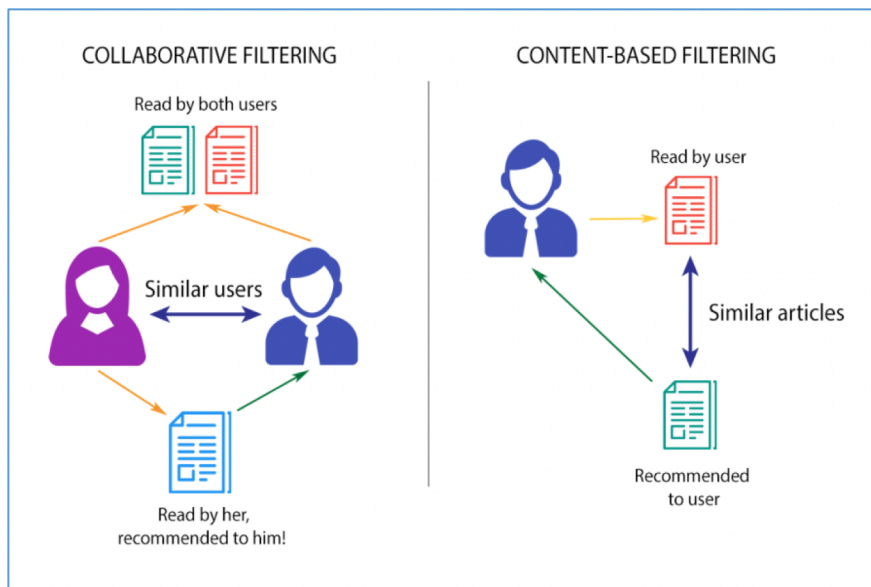 COLLABORATIVE FILTERING
Read by both users
Similar users
Read by her,
recommended to him!
CONTENT-BASED FILTERING
Read by user
Similar articles
Recommended
to user